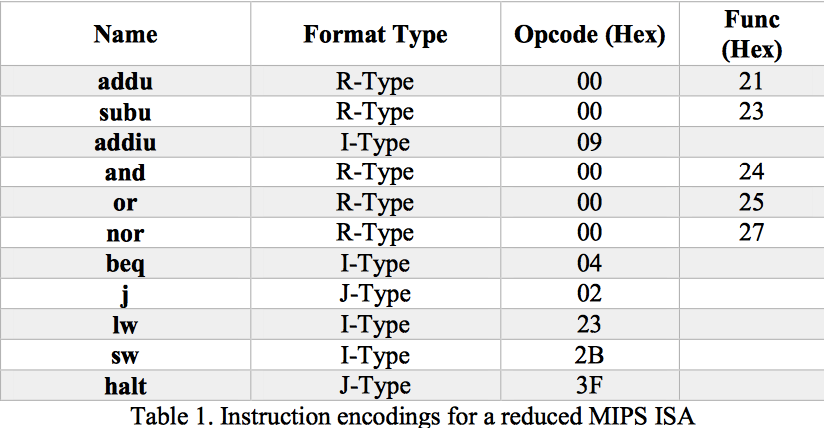 Name Format Type Opcode (Hex) Func (Hex)
addu R-Type 00 21
subu R-Type 00 23
addiu I-Type 09
and R-Type 00 24
or R-Type 00 25
nor R-Type 00 27
beq I-Type 04
j J-Type 02
lw I-Type 23
sw I-Type 2B
halt J-Type 3F
Table 1. Instruction encodings for a reduced MIPS ISA